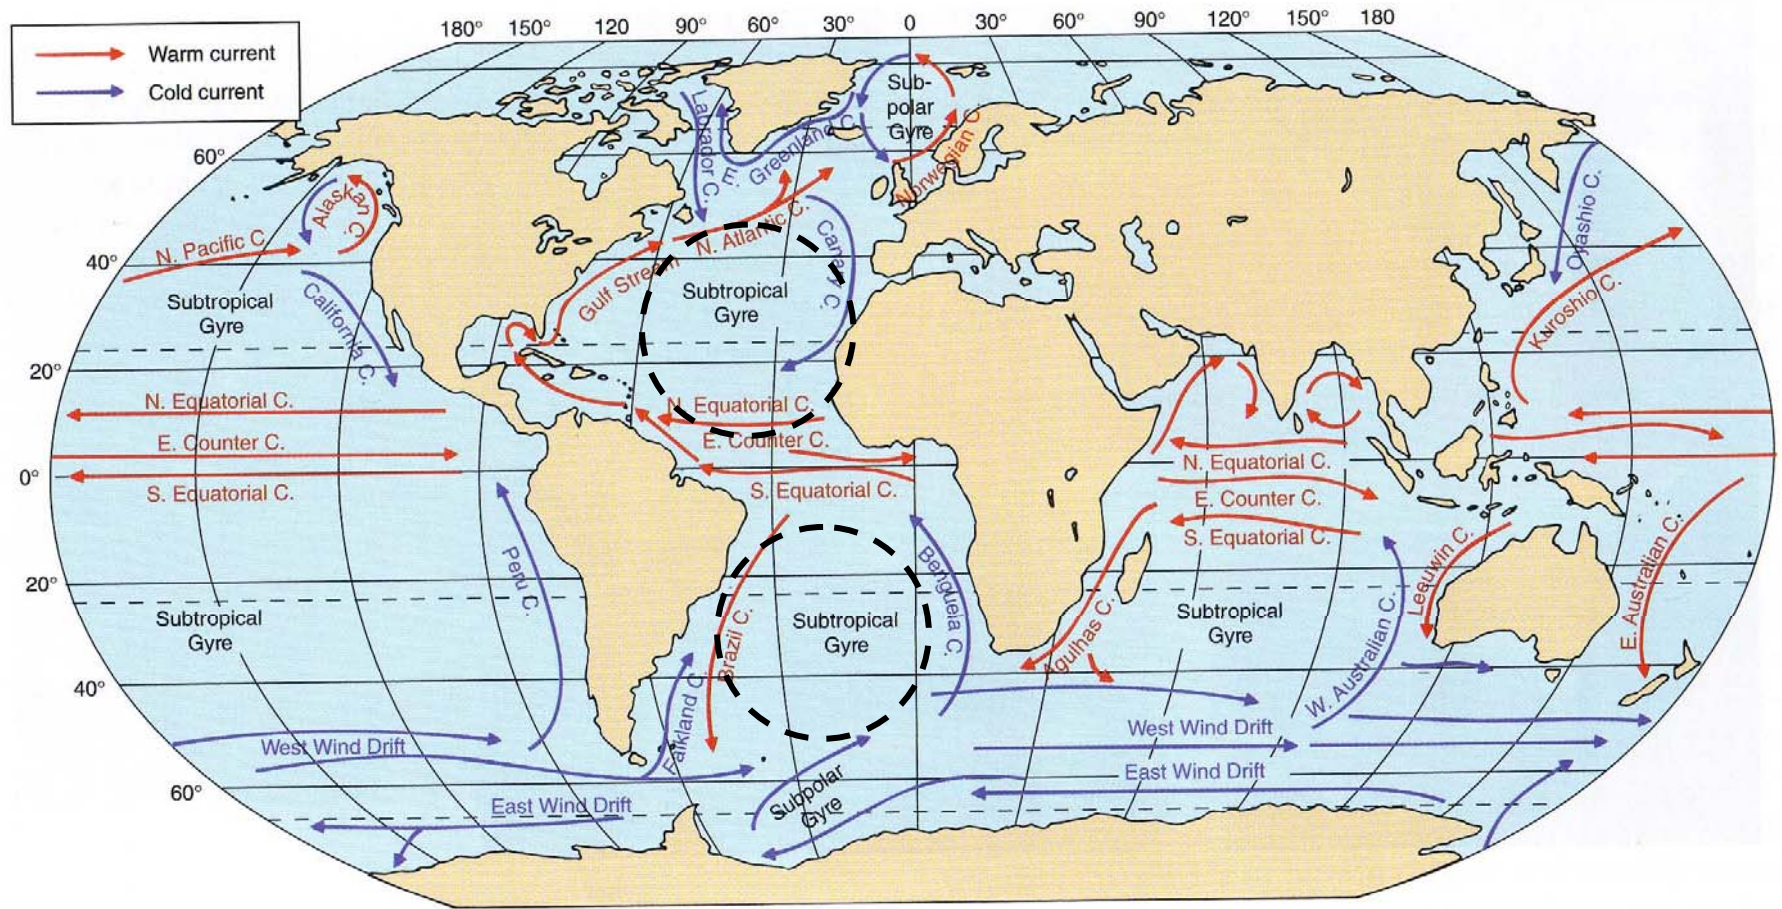 180° 150° 120 90° 60° 30° 0 30° 60° 90° 120° 150° 180
Warm current
Cold current
60°
40°
20°
0°
20°
40°
60°
Sub-
polar
Gyre
Labrador C.
E. Greenland C.
Norwegian C.
Alaskan C.
N. Pacific C
N. Atlantic C.
Canary C.
Oyashio C.
Gulf Stream
Kuroshio C.
California C.
Subtropical
Gyre
Subtropical
Gyre
N. Equatorial C.
E. Counter C.
S. Equatorial C.
N. Equatorial C.
E. Counter C.
S. Equatorial C.
N. Equatorial C.
E. Counter C.
S. Equatorial C.
Peru C.
Brazil C.
Benguela C.
Agulhas C.
Leeuwin C.
W. Australian C.
E. Australian C.
Falkland C.
Subtropical
Gyre
Subtropical
Gyre
Subtropical
Gyre
West Wind Drift
East Wind Drift
Subpolar
Gyre
West Wind Drift
East Wind Drift